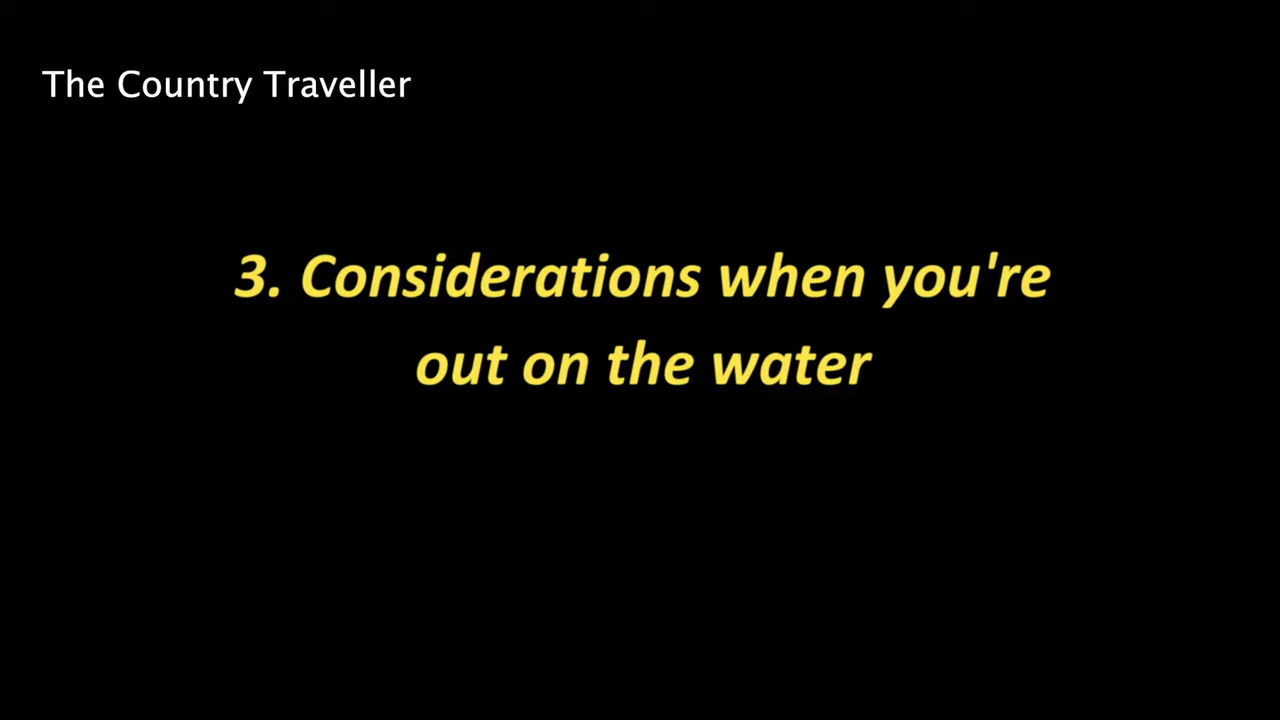 The Country Traveller
3. Considerations when you're
out on the water